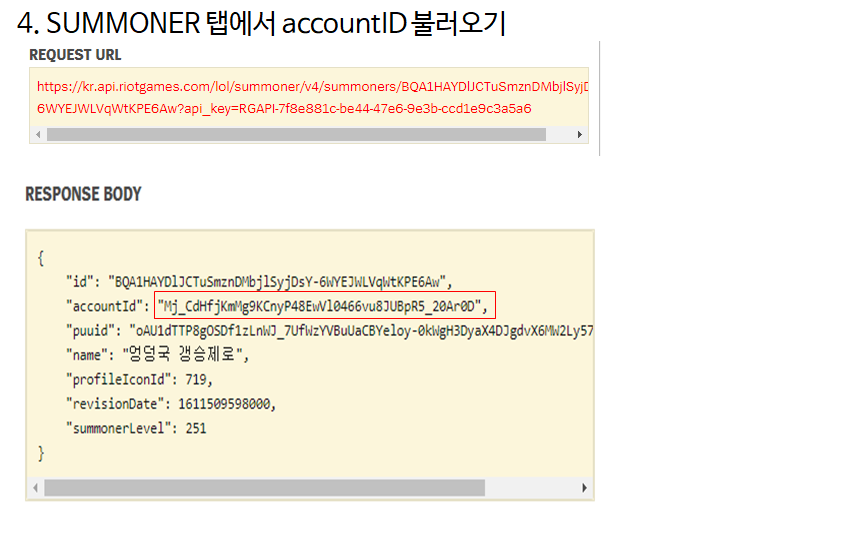 4. SUMMONER 탭에서 accountID 불러오기
REQUEST URL
https://kr.api.riotgames.com/lol/summoner/v4/summoners/BQA1HAYDlJCTuSmznDMbjlSyjD
6WYEJWLVqWtKPE6Aw?api_key=RGAPI-7f8e881c-be44-47e6-9e3b-ccd1e9c3a5a6
RESPONSE BODY
{
"id": "BQA1HAYDlJCTuSmznDMbjlSyjDsY-6WYEJWLVqWtKPE6Aw",
"accountId": "Mj_CdHfjKmMg9KCnyP48EwVl0466vu8JUBpR5_20Ar0D",
"puuid": "oAU1dTTP8gOSDf1zLnWJ_7UfWzYVBuUaCBYeloy-0kWgH3DyaX4DJgdvX6MW2Ly57
"name": "엉덩국 갱승제로",
"profileIconId": 719,
"revisionDate": 1611509598000,
"summonerLevel": 251
}